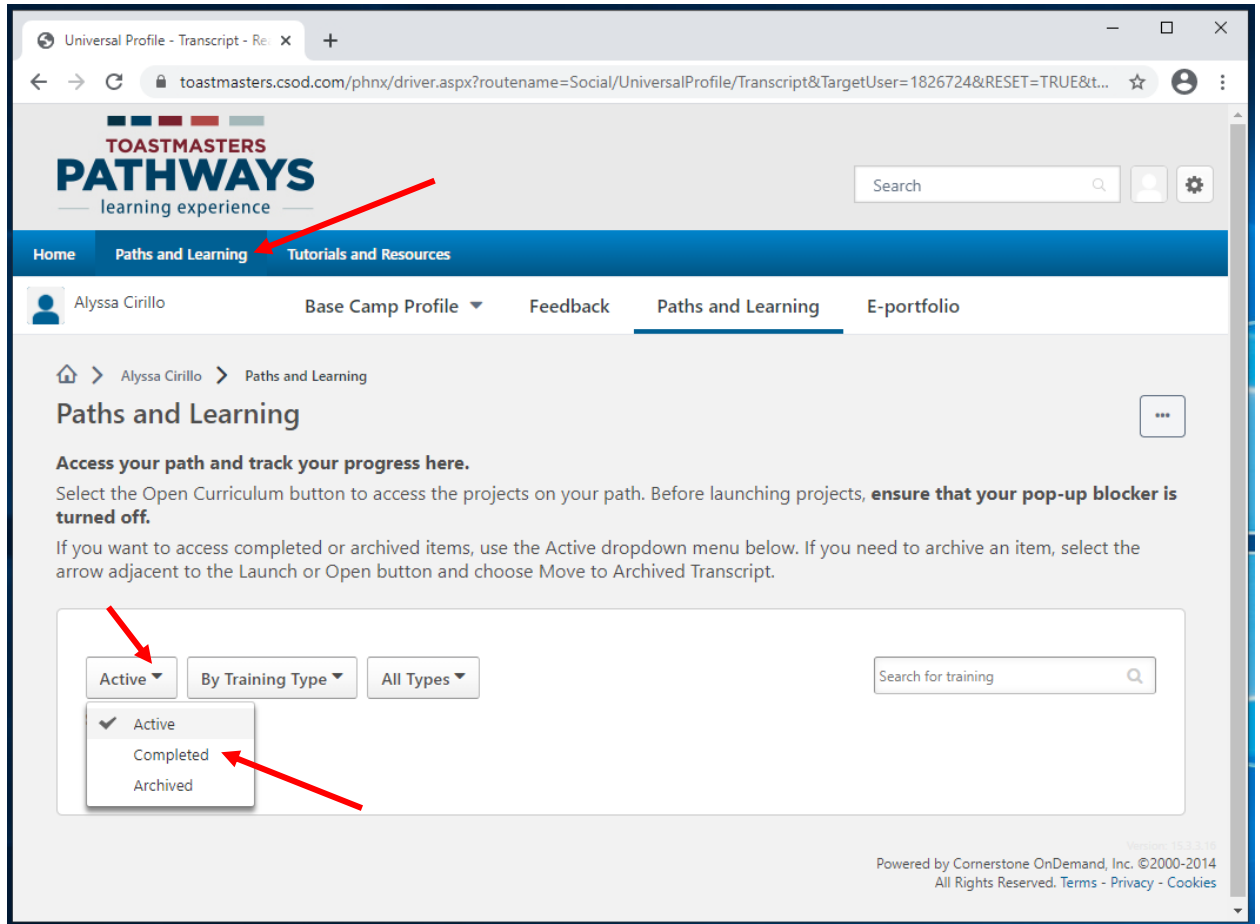 Universal Profile - Transcript - Re
toastmasters.csod.com/phnx/driver.aspx?routename=Social/UniversalProfile/Transcript&TargetUser=1826724&RESET=TRUE&t...
TOASTMASTERS
PATHWAYS
learning experience
Search
Home Paths and Learning Tutorials and Resources
Alyssa Cirillo Base Camp Profile Feedback Paths and Learning E-portfolio
Alyssa Cirillo Paths and Learning
Paths and Learning
Access your path and track your progress here.
Select the Open Curriculum button to access the projects on your path. Before launching projects, ensure that your pop-up blocker is
turned off.
If you want to access completed or archived items, use the Active dropdown menu below. If you need to archive an item, select the
arrow adjacent to the Launch or Open button and choose Move to Archived Transcript.
Active By Training Type All Types Search for training
Active
Completed
Archived
Version: 15.3.3.16
Powered by Cornerstone OnDemand, Inc. ©2000-2014
All Rights Reserved. Terms - Privacy - Cookies